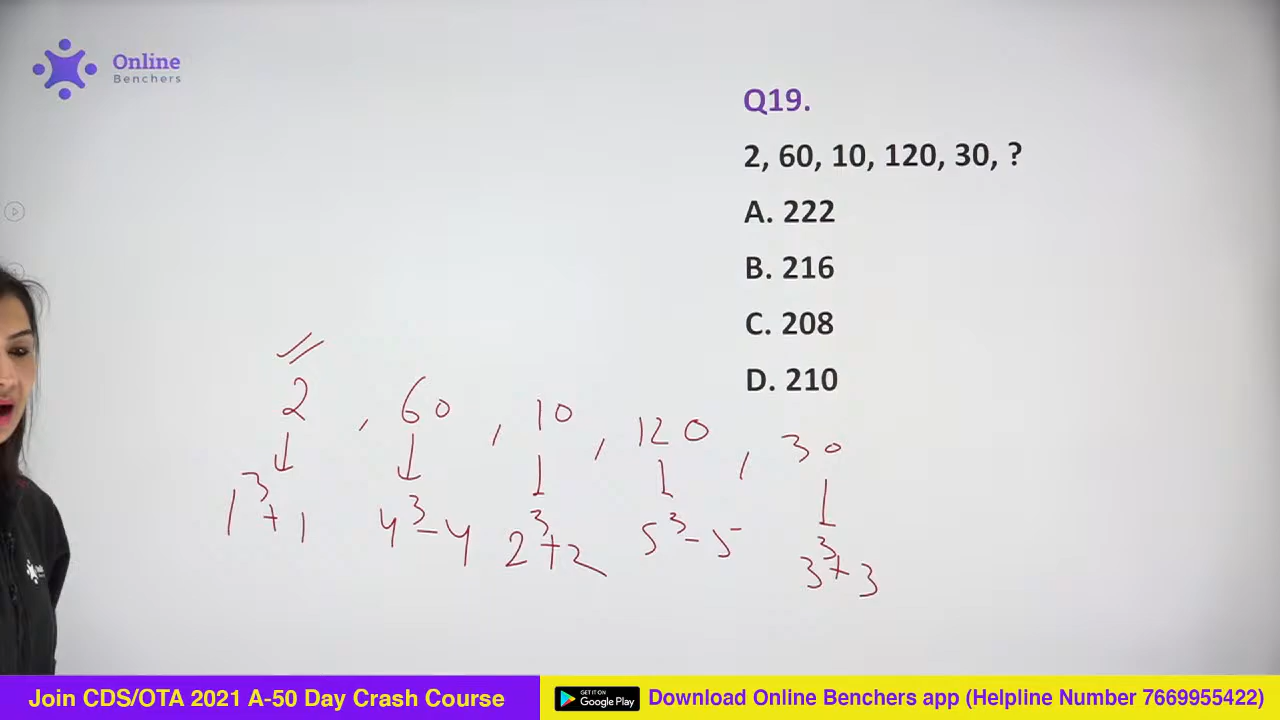 Online
Benchers
Q19.
2, 60, 10, 120, 30, ?
A. 222
B. 216
C. 208
D. 210
2 , 60 , 10 , 120 , 30
1³+1 4³-4 2³+2 5³-5 3³+3
Join CDS/OTA 2021 A-50 Day Crash Course
GET IT ON
Google Play
Download Online Benchers app (Helpline Number 7669955422)